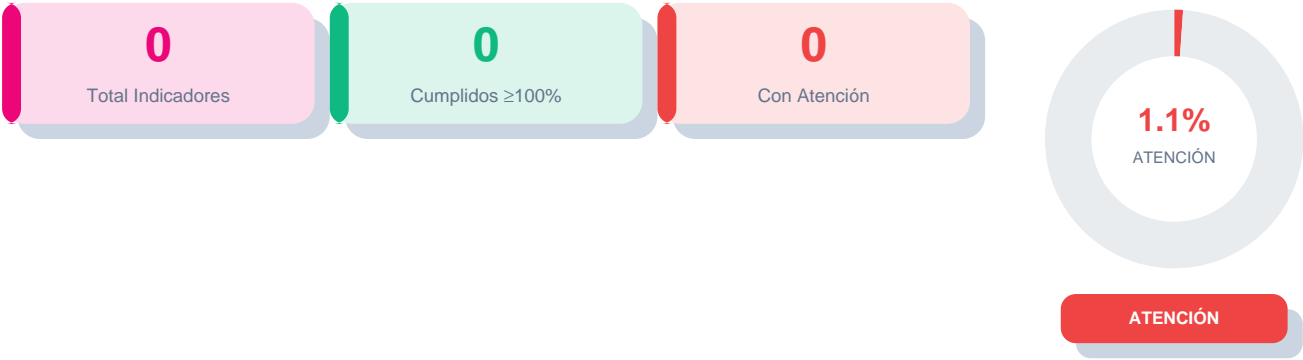 0
Total Indicadores
0
Cumplidos ≥100%
0
Con Atención
1.1%
ATENCIÓN
ATENCIÓN